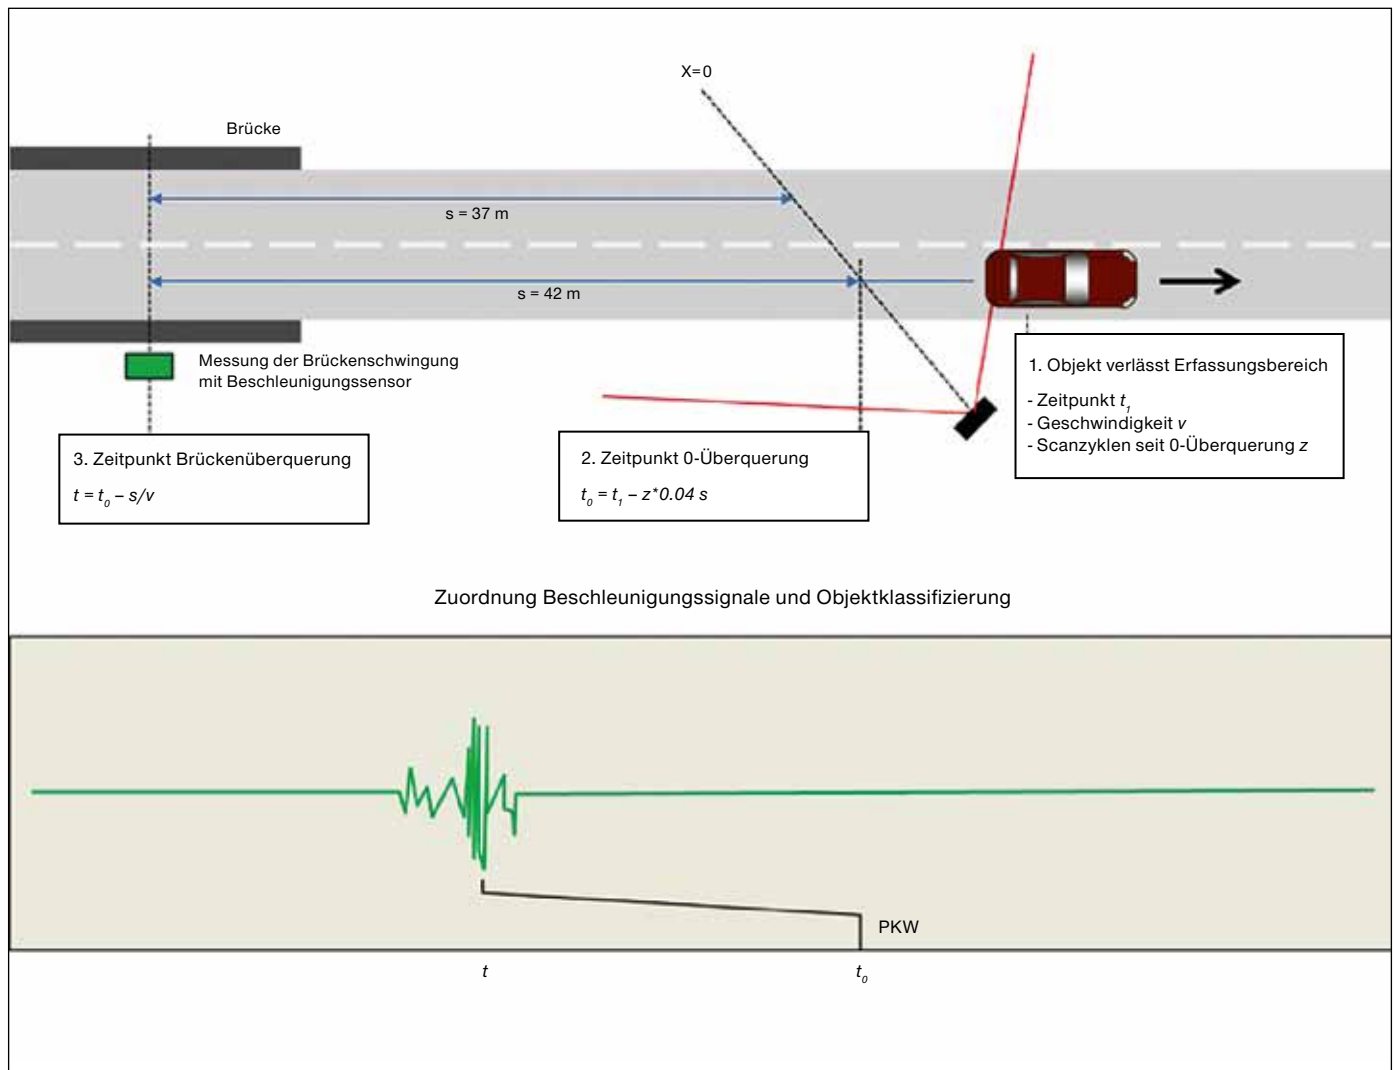 X=0
Brücke
s = 37 m
s = 42 m
Messung der Brückenschwingung
mit Beschleunigungssensor
1. Objekt verlässt Erfassungsbereich
- Zeitpunkt t₁
- Geschwindigkeit v
- Scanzyklen seit 0-Überquerung z
2. Zeitpunkt 0-Überquerung
t₀ = t₁ – z*0.04 s
3. Zeitpunkt Brückenüberquerung
t = t₀ – s/v
Zuordnung Beschleunigungssignale und Objektklassifizierung
PKW
t
t₀